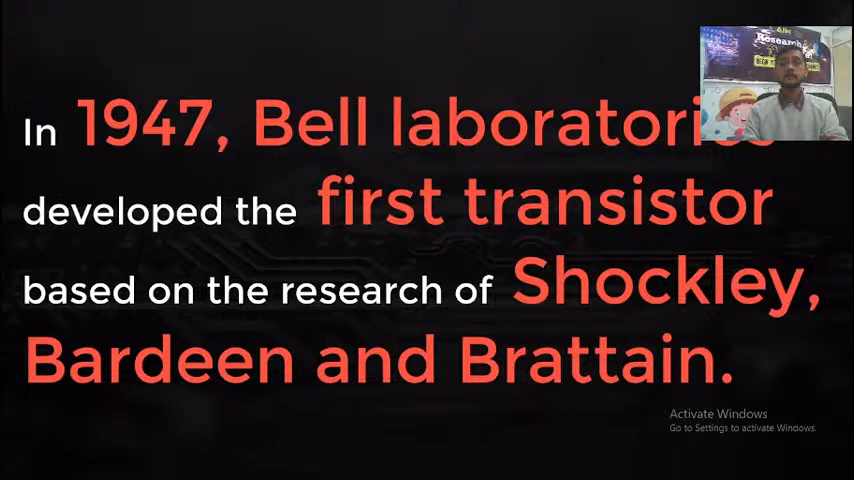 In 1947, Bell laboratories
developed the first transistor
based on the research of Shockley,
Bardeen and Brattain.
Research
Activate Windows
Go to Settings to activate Windows.